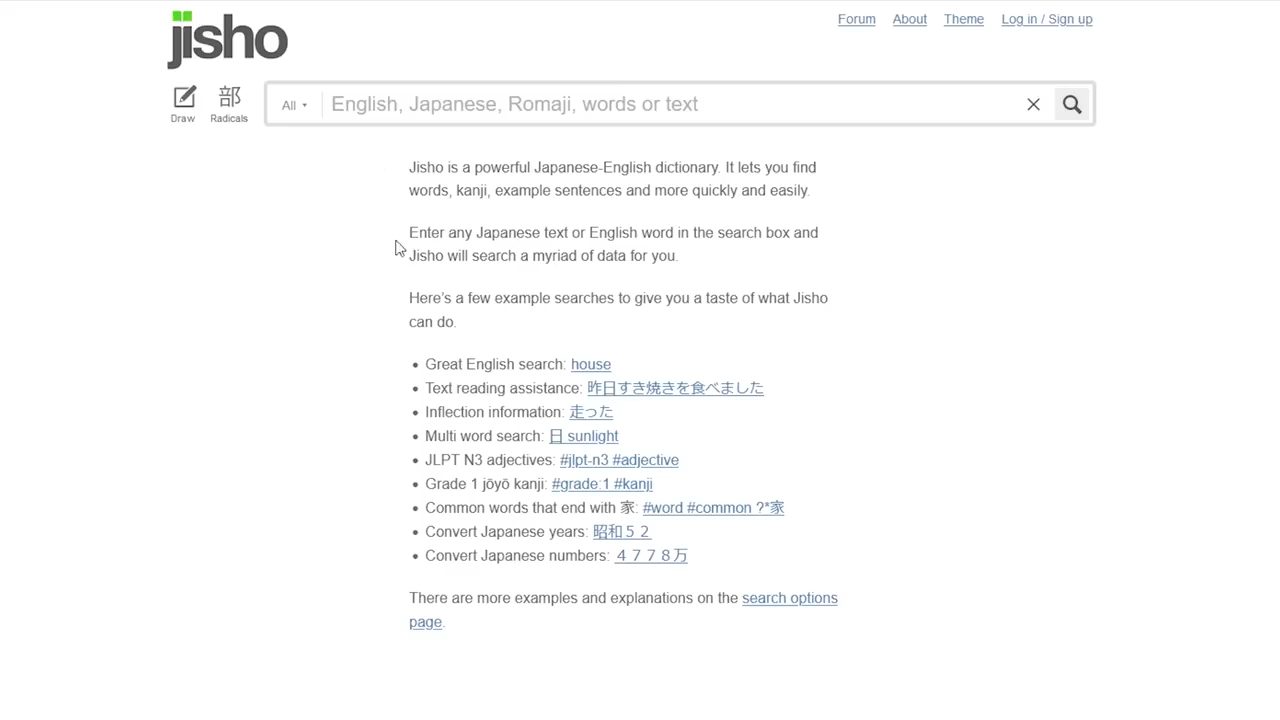 jisho
Forum About Theme Log in / Sign up
部
Draw Radicals All English, Japanese, Romaji, words or text
Jisho is a powerful Japanese-English dictionary. It lets you find
words, kanji, example sentences and more quickly and easily.
Enter any Japanese text or English word in the search box and
Jisho will search a myriad of data for you.
Here’s a few example searches to give you a taste of what Jisho
can do.
Great English search: house
Text reading assistance: 昨日すき焼きを食べました
Inflection information: 走った
Multi word search: 日 sunlight
JLPT N3 adjectives: #jlpt-n3 #adjective
Grade 1 jōyō kanji: #grade:1 #kanji
Common words that end with 家: #word #common ?*家
Convert Japanese years: 昭和５２
Convert Japanese numbers: ４７７８万
There are more examples and explanations on the search options
page.